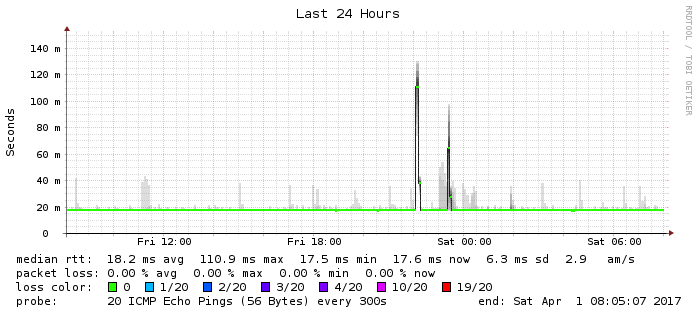 Last 24 Hours
RRDTOOL / TOBI OETIKER
Seconds
140 m
120 m
100 m
80 m
60 m
40 m
20 m
0
Fri 12:00 Fri 18:00 Sat 00:00 Sat 06:00
median rtt: 18.2 ms avg 110.9 ms max 17.5 ms min 17.6 ms now 6.3 ms sd 2.9 am/s
packet loss: 0.00 % avg 0.00 % max 0.00 % min 0.00 % now
loss color: 0 1/20 2/20 3/20 4/20 10/20 19/20
probe: 20 ICMP Echo Pings (56 Bytes) every 300s end: Sat Apr 1 08:05:07 2017